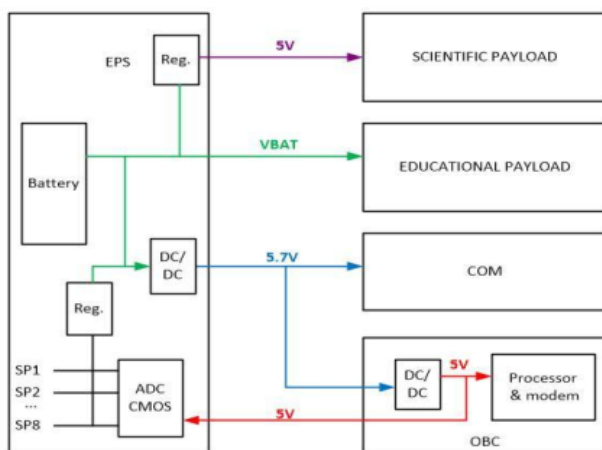 5V
EPS
Reg.
SCIENTIFIC PAYLOAD
VBAT
Battery
EDUCATIONAL PAYLOAD
DC/
DC
5.7V
COM
Reg.
SP1
SP2
...
SP8
ADC
CMOS
5V
DC/
DC
5V
Processor
& modem
OBC